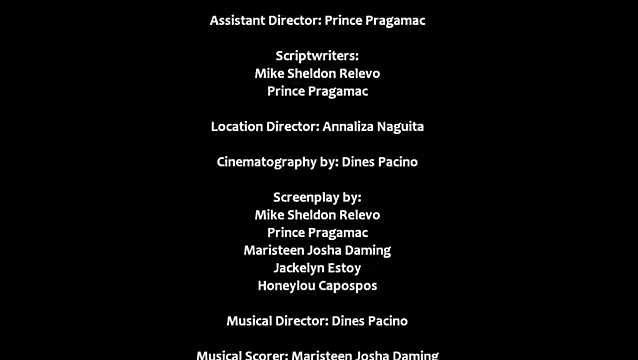 Assistant Director: Prince Pragamac
Scriptwriters:
Mike Sheldon Relevo
Prince Pragamac
Location Director: Annaliza Naguita
Cinematography by: Dines Pacino
Screenplay by:
Mike Sheldon Relevo
Prince Pragamac
Maristeen Josha Daming
Jackelyn Estoy
Honeylou Capospos
Musical Director: Dines Pacino
Musical Scorer: Maristeen Josha Daming